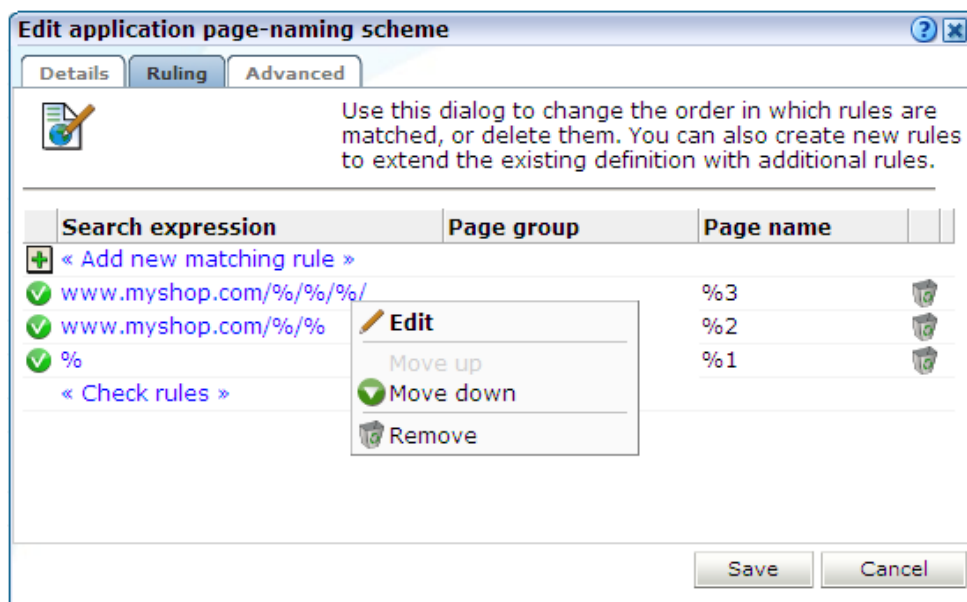 Edit application page-naming scheme
Details Ruling Advanced
Use this dialog to change the order in which rules are
matched, or delete them. You can also create new rules
to extend the existing definition with additional rules.
Search expression Page group Page name
« Add new matching rule »
www.myshop.com/%/%/%/ %3
www.myshop.com/%/% %2
% %1
« Check rules »
Edit
Move up
Move down
Remove
Save Cancel